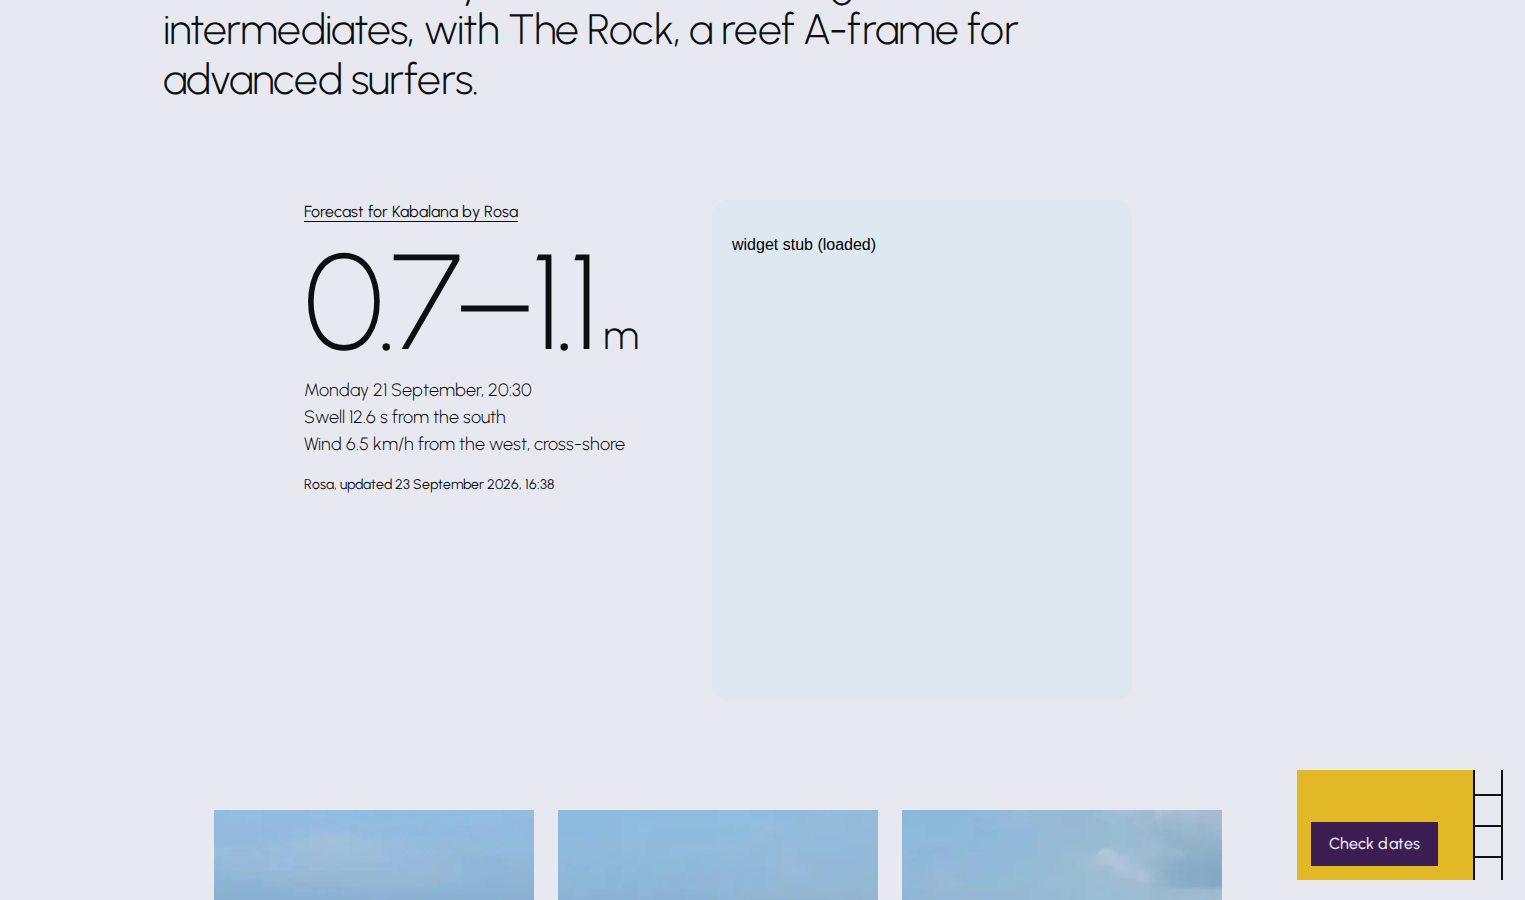 intermediates, with The Rock, a reef A-frame for
advanced surfers.
Forecast for Kabalana by Rosa
0.7–1.1 m
Monday 21 September, 20:30
Swell 12.6 s from the south
Wind 6.5 km/h from the west, cross-shore
Rosa, updated 23 September 2026, 16:38
widget stub (loaded)
Check dates